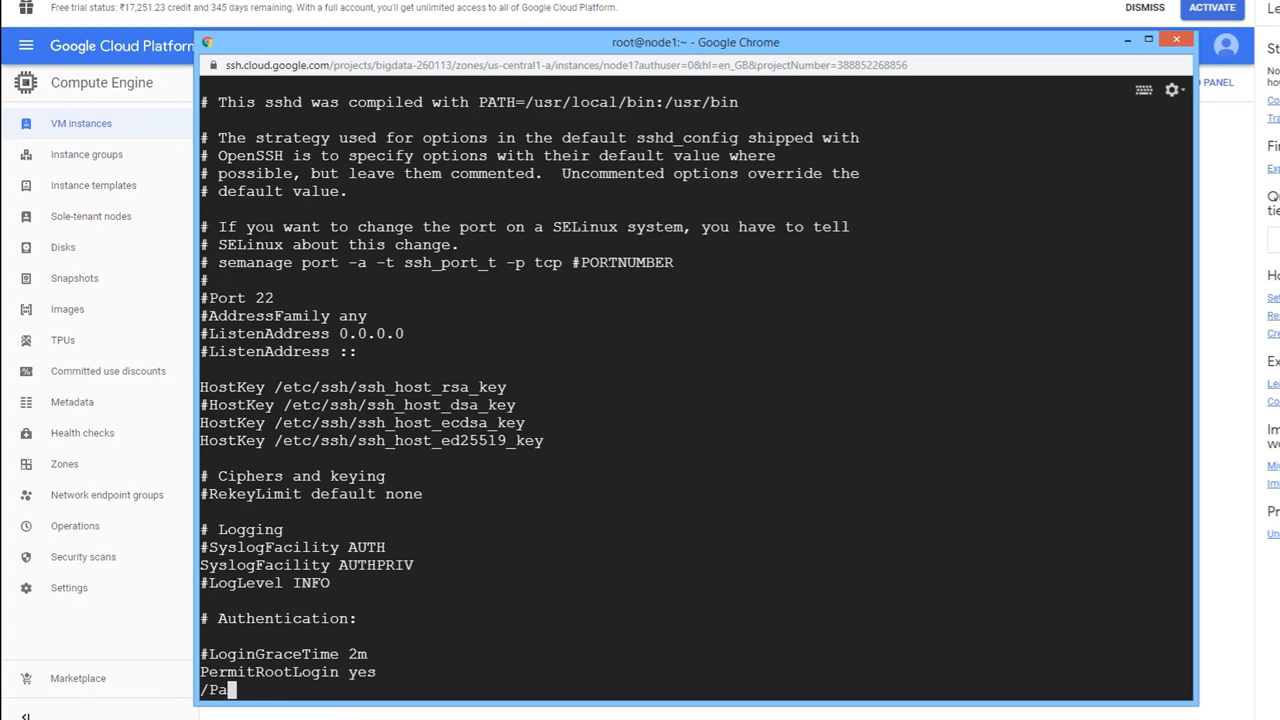 Free trial status: ₹17,251.23 credit and 345 days remaining. With a full account, you'll get unlimited access to all of Google Cloud Platform.
DISMISS
ACTIVATE
Google Cloud Platform
root@node1:~ - Google Chrome
ssh.cloud.google.com/projects/bigdata-260113/zones/us-central1-a/instances/node1?authuser=0&hl=en_GB&projectNumber=388852268856
Compute Engine
VM instances
Instance groups
Instance templates
Sole-tenant nodes
Disks
Snapshots
Images
TPUs
Committed use discounts
Metadata
Health checks
Zones
Network endpoint groups
Operations
Security scans
Settings
Marketplace
# This sshd was compiled with PATH=/usr/local/bin:/usr/bin
# The strategy used for options in the default sshd_config shipped with
# OpenSSH is to specify options with their default value where
# possible, but leave them commented.  Uncommented options override the
# default value.
# If you want to change the port on a SELinux system, you have to tell
# SELinux about this change.
# semanage port -a -t ssh_port_t -p tcp #PORTNUMBER
#
#Port 22
#AddressFamily any
#ListenAddress 0.0.0.0
#ListenAddress ::
HostKey /etc/ssh/ssh_host_rsa_key
#HostKey /etc/ssh/ssh_host_dsa_key
HostKey /etc/ssh/ssh_host_ecdsa_key
HostKey /etc/ssh/ssh_host_ed25519_key
# Ciphers and keying
#RekeyLimit default none
# Logging
#SyslogFacility AUTH
SyslogFacility AUTHPRIV
#LogLevel INFO
# Authentication:
#LoginGraceTime 2m
PermitRootLogin yes
/Pa
PANEL